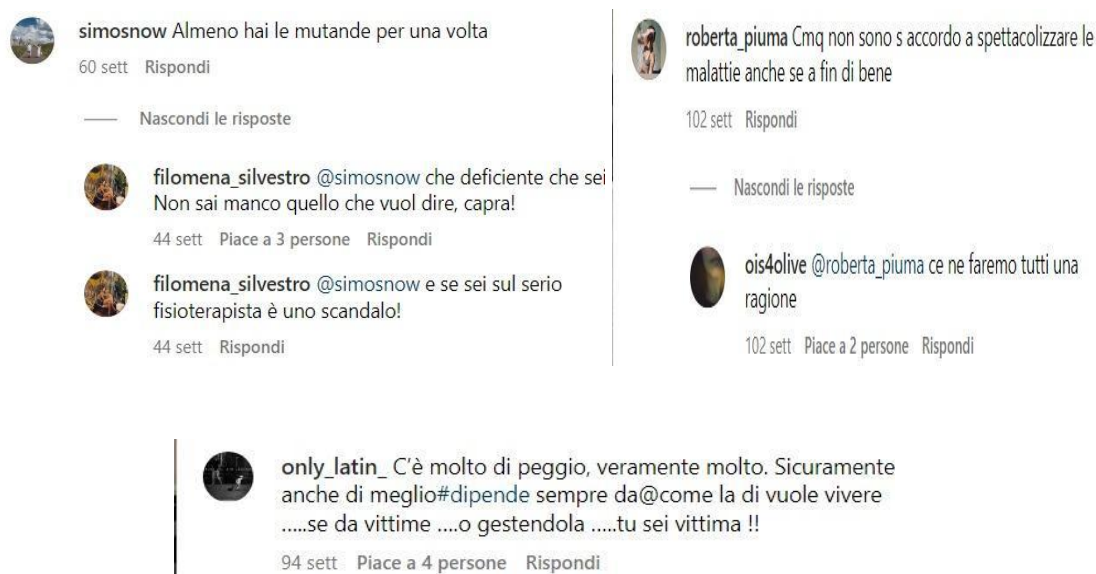 simosnow Almeno hai le mutande per una volta
60 sett Rispondi
Nascondi le risposte
filomena_silvestro @simosnow che deficiente che sei
Non sai manco quello che vuol dire, capra!
44 sett Piace a 3 persone Rispondi
filomena_silvestro @simosnow e se sei sul serio
fisioterapista è uno scandalo!
44 sett Rispondi
roberta_piuma Cmq non sono s accordo a spettacolizzare le
malattie anche se a fin di bene
102 sett Rispondi
Nascondi le risposte
ois4olive @roberta_piuma ce ne faremo tutti una
ragione
102 sett Piace a 2 persone Rispondi
only_latin_ C'è molto di peggio, veramente molto. Sicuramente
anche di meglio#dipende sempre da@come la di vuole vivere
.....se da vittime ....o gestendola .....tu sei vittima !!
94 sett Piace a 4 persone Rispondi